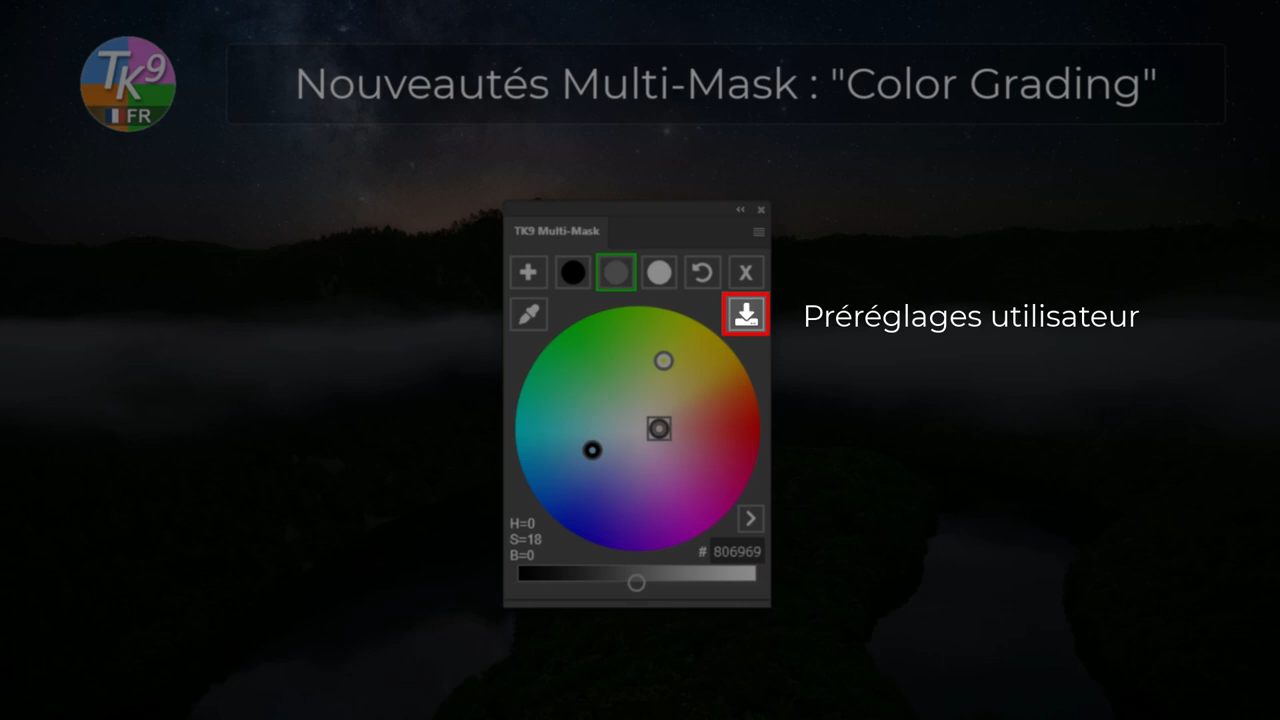 TK9
FR
Nouveautés Multi-Mask : "Color Grading"
TK9 Multi-Mask
X
Préréglages utilisateur
H=0
S=18
B=0
# 806969